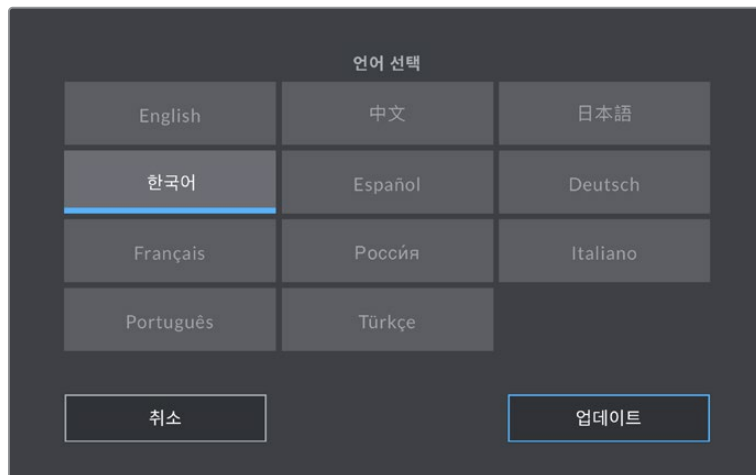 언어 선택
English 中文 日本語
한국어 Español Deutsch
Français Росси́я Italiano
Português Türkçe
취소 업데이트